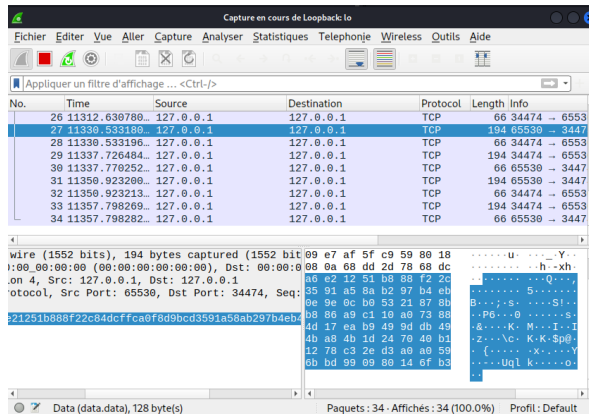 Capture en cours de Loopback: lo
Fichier Editer Vue Aller Capture Analyser Statistiques Telephonie Wireless Outils Aide
Appliquer un filtre d'affichage … <Ctrl-/>
No. Time Source Destination Protocol Length Info
26 11312.630780… 127.0.0.1 127.0.0.1 TCP 66 34474 → 6553
27 11330.533180… 127.0.0.1 127.0.0.1 TCP 194 65530 → 3447
28 11330.533196… 127.0.0.1 127.0.0.1 TCP 66 34474 → 6553
29 11337.726484… 127.0.0.1 127.0.0.1 TCP 194 34474 → 6553
30 11337.770252… 127.0.0.1 127.0.0.1 TCP 66 65530 → 3447
31 11350.923200… 127.0.0.1 127.0.0.1 TCP 194 65530 → 3447
32 11350.923213… 127.0.0.1 127.0.0.1 TCP 66 34474 → 6553
33 11357.798269… 127.0.0.1 127.0.0.1 TCP 194 34474 → 6553
34 11357.798282… 127.0.0.1 127.0.0.1 TCP 66 65530 → 3447
wire (1552 bits), 194 bytes captured (1552 bit
0:00_00:00:00 (00:00:00:00:00:00), Dst: 00:00:0
on 4, Src: 127.0.0.1, Dst: 127.0.0.1
rotocol, Src Port: 65530, Dst Port: 34474, Seq:
e21251b888f22c84dcffca0f8d9bcd3591a58ab297b4eb4
09 e7 af 5f c9 59 80 18
08 0a 68 dd 2d 78 68 dc
a6 e2 12 51 b8 88 f2 2c
35 91 a5 8a b2 97 b4 eb
0e 9e 0c b0 53 21 87 8b
b8 86 a9 c1 10 a0 73 88
4d 17 ea b9 49 9d db 49
4b a8 4b 1d 24 70 40 b1
12 78 c3 2e d3 a0 a0 59
6b bd 99 09 80 14 6f b3
Data (data.data), 128 byte(s) Paquets : 34 · Affichés : 34 (100.0%) Profil : Default